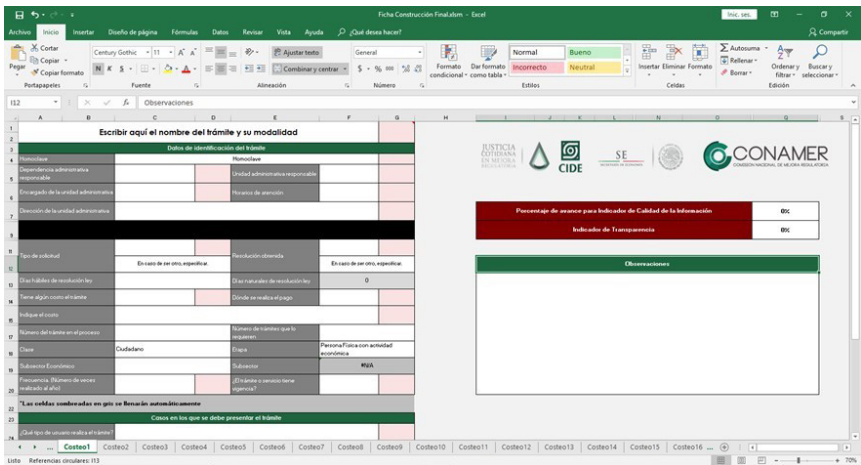 Ficha Construcción Final.xlsm - Excel
Inic. ses.
Archivo Inicio Insertar Diseño de página Fórmulas Datos Revisar Vista Ayuda ¿Qué desea hacer? Compartir
Pegar
Cortar
Copiar
Copiar formato
Portapapeles
Century Gothic 11
N K S
Fuente
Ajustar texto
Combinar y centrar
Alineación
General
Número
Formato condicional
Dar formato como tabla
Normal Bueno
Incorrecto Neutral
Estilos
Insertar Eliminar Formato
Celdas
Autosuma
Rellenar
Borrar
Ordenar y filtrar
Buscar y seleccionar
Edición
I12 fx Observaciones
Escribir aquí el nombre del trámite y su modalidad
Datos de identificación del trámite
Homoclave Homoclave
Dependencia administrativa responsable
Unidad administrativa responsable
Encargado de la unidad administrativa
Horarios de atención
Dirección de la unidad administrativa
Tipo de solicitud
Resolución obtenida
En caso de ser otro, especificar. En caso de ser otro, especificar.
Días hábiles de resolución ley
Días naturales de resolución ley 0
Tiene algún costo el trámite
Dónde se realiza el pago
Indique el costo
Número del trámite en el proceso
Número de trámites que lo requieren
Clase Ciudadano
Etapa Persona Física con actividad económica
Subsector Económico
Subsector #N/A
Frecuencia. (Número de veces realizado al año)
¿El trámite o servicio tiene vigencia?
*Las celdas sombreadas en gris se llenarán automáticamente
Casos en los que se debe presentar el trámite
¿Qué tipo de usuario realiza el trámite?
JUSTICIA
COTIDIANA
EN MEJORA
REGULATORIA
CIDE
SE
CONAMER
COMISIÓN NACIONAL DE MEJORA REGULATORIA
Porcentaje de avance para Indicador de Calidad de la Información 0%
Indicador de Transparencia 0%
Observaciones
... Costeo1 Costeo2 Costeo3 Costeo4 Costeo5 Costeo6 Costeo7 Costeo8 Costeo9 Costeo10 Costeo11 Costeo12 Costeo13 Costeo14 Costeo15 Costeo16 ...
Listo Referencias circulares: I13 70%